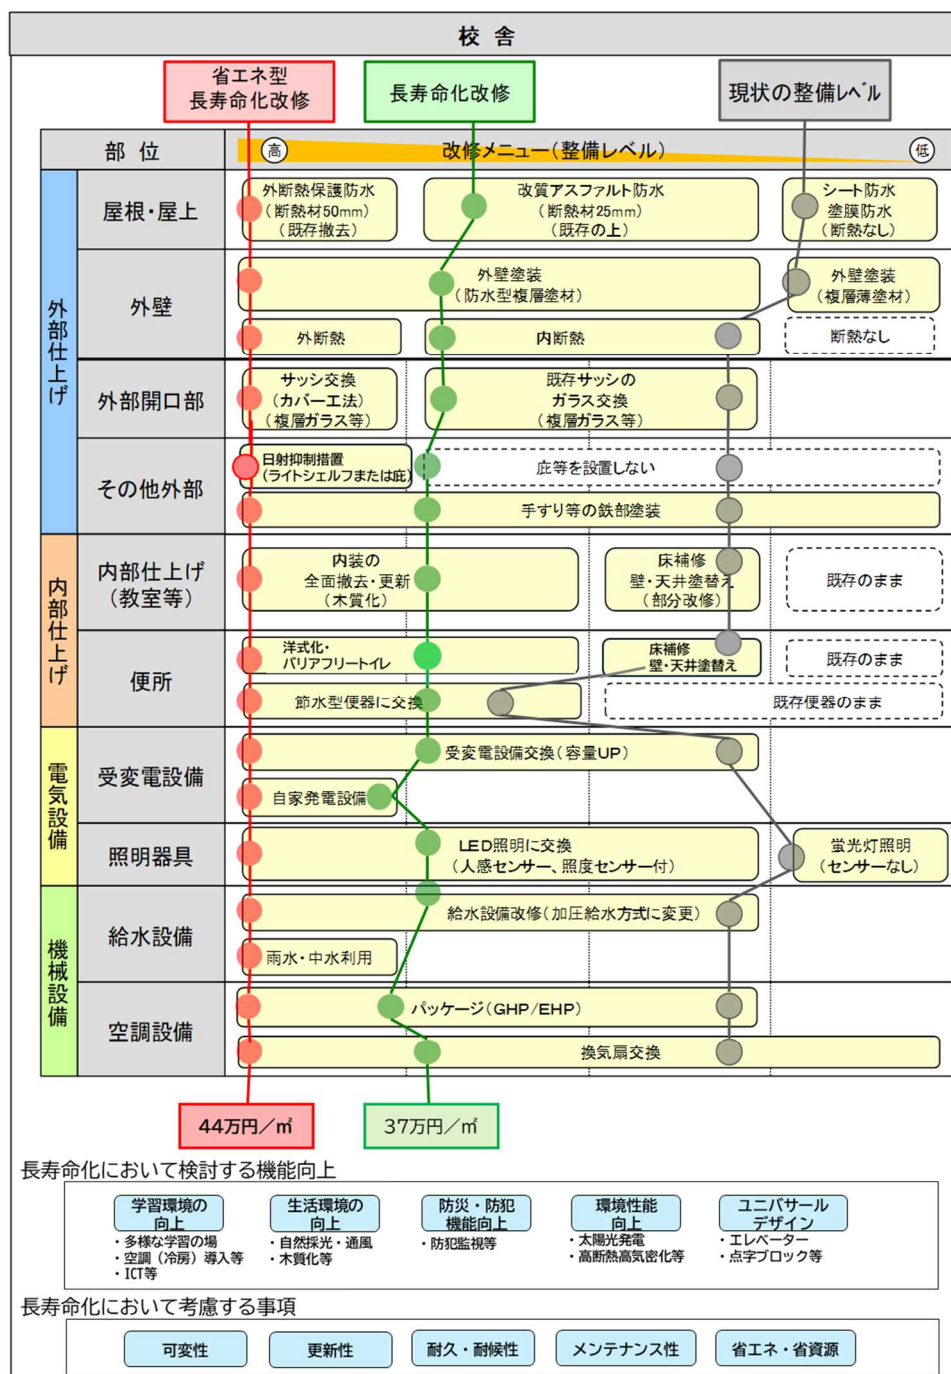 校 舎
省エネ型
長寿命化改修
長寿命化改修
現状の整備ﾚﾍﾞﾙ
部 位
高
改修メニュー(整備レベル)
低
外部仕上げ
屋根・屋上
外断熱保護防水
(断熱材50mm)
(既存撤去)
改質アスファルト防水
(断熱材25mm)
(既存の上)
シート防水
塗膜防水
(断熱なし)
外壁
外壁塗装
(防水型複層塗材)
外壁塗装
(複層薄塗材)
外断熱
内断熱
断熱なし
外部開口部
サッシ交換
(カバー工法)
(複層ガラス等)
既存サッシの
ガラス交換
(複層ガラス等)
その他外部
日射抑制措置
(ライトシェルフまたは庇)
庇等を設置しない
手すり等の鉄部塗装
内部仕上げ
内部仕上げ
(教室等)
内装の
全面撤去・更新
(木質化)
床補修
壁・天井塗替え
(部分改修)
既存のまま
便所
洋式化・
バリアフリートイレ
床補修
壁・天井塗替え
既存のまま
節水型便器に交換
既存便器のまま
電気設備
受変電設備
受変電設備交換(容量UP)
自家発電設備
照明器具
LED照明に交換
(人感センサー、照度センサー付)
蛍光灯照明
(センサーなし)
機械設備
給水設備
給水設備改修(加圧給水方式に変更)
雨水・中水利用
空調設備
パッケージ(GHP/EHP)
換気扇交換
44万円/㎡
37万円/㎡
長寿命化において検討する機能向上
学習環境の
向上
・多様な学習の場
・空調(冷房)導入等
・ICT等
生活環境の
向上
・自然採光・通風
・木質化等
防災・防犯
機能向上
・防犯監視等
環境性能
向上
・太陽光発電
・高断熱高気密化等
ユニバサール
デザイン
・エレベーター
・点字ブロック等
長寿命化において考慮する事項
可変性
更新性
耐久・耐候性
メンテナンス性
省エネ・省資源